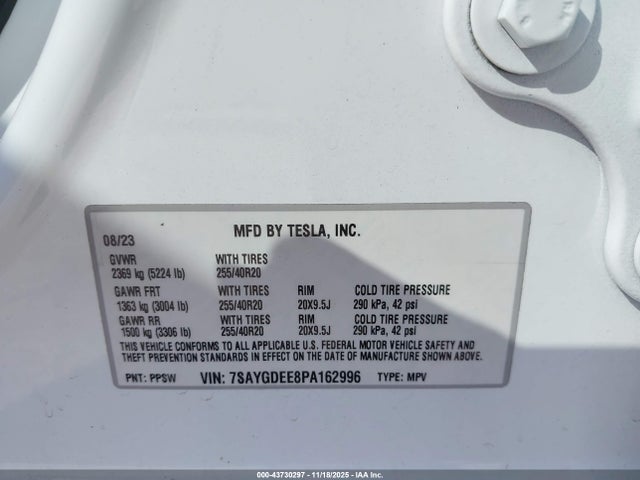 08/23 MFD BY TESLA, INC.
GVWR WITH TIRES
2369 kg (5224 lb) 255/40R20
GAWR FRT WITH TIRES RIM COLD TIRE PRESSURE
1363 kg (3004 lb) 255/40R20 20X9.5J 290 kPa, 42 psi
GAWR RR WITH TIRES RIM COLD TIRE PRESSURE
1500 kg (3306 lb) 255/40R20 20X9.5J 290 kPa, 42 psi
THIS VEHICLE CONFORMS TO ALL APPLICABLE U.S. FEDERAL MOTOR VEHICLE SAFETY AND
THEFT PREVENTION STANDARDS IN EFFECT ON THE DATE OF MANUFACTURE SHOWN ABOVE.
PNT: PPSW VIN: 7SAYGDEE8PA162996 TYPE: MPV
000-43730297 - 11/18/2025 - IAA Inc.